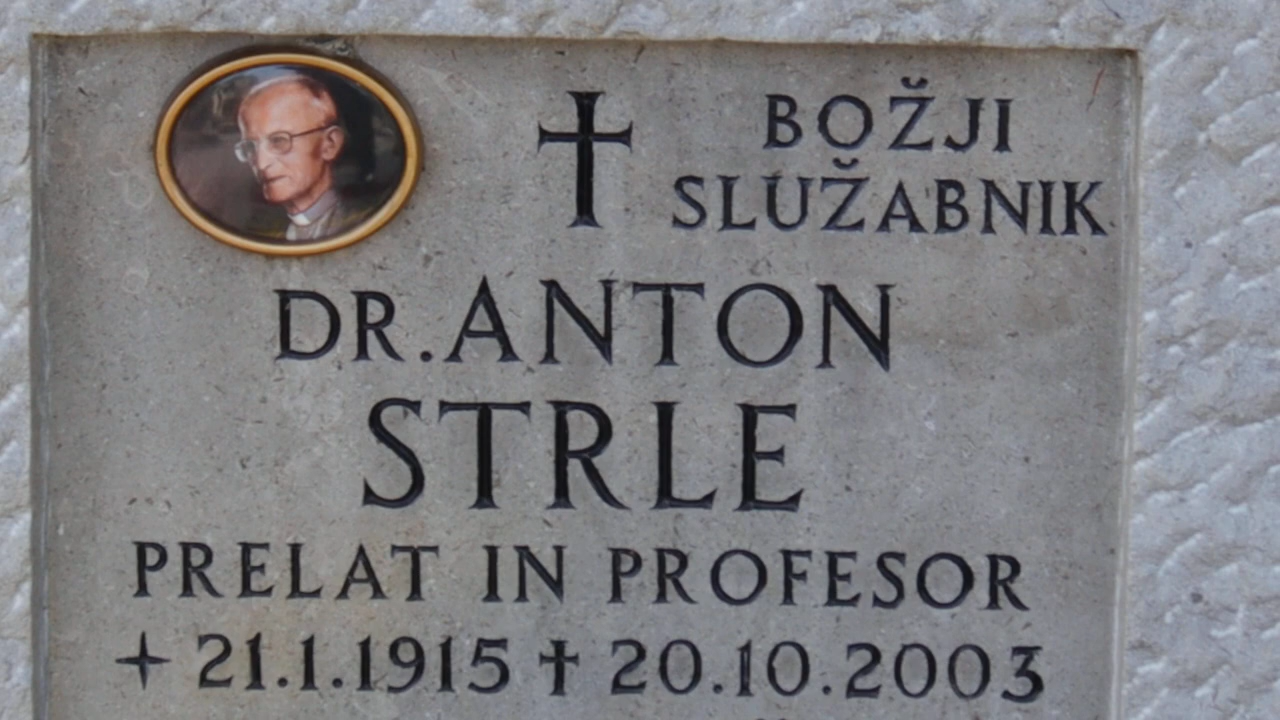 BOŽJI
SLUŽABNIK
DR. ANTON
STRLE
PRELAT IN PROFESOR
+ 21.1.1915 † 20.10.2003